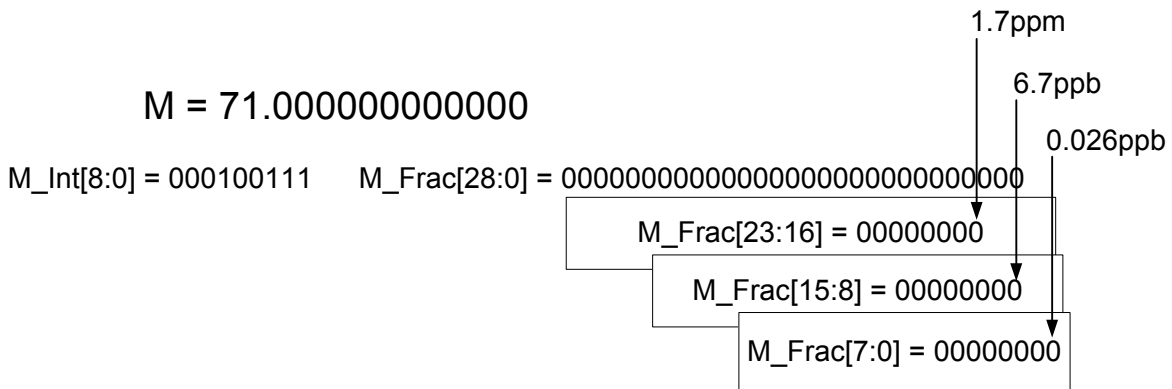 1.7ppm
6.7ppb
M = 71.000000000000
0.026ppb
M_Int[8:0] = 000100111 M_Frac[28:0] = 00000000000000000000000000000
M_Frac[23:16] = 00000000
M_Frac[15:8] = 00000000
M_Frac[7:0] = 00000000